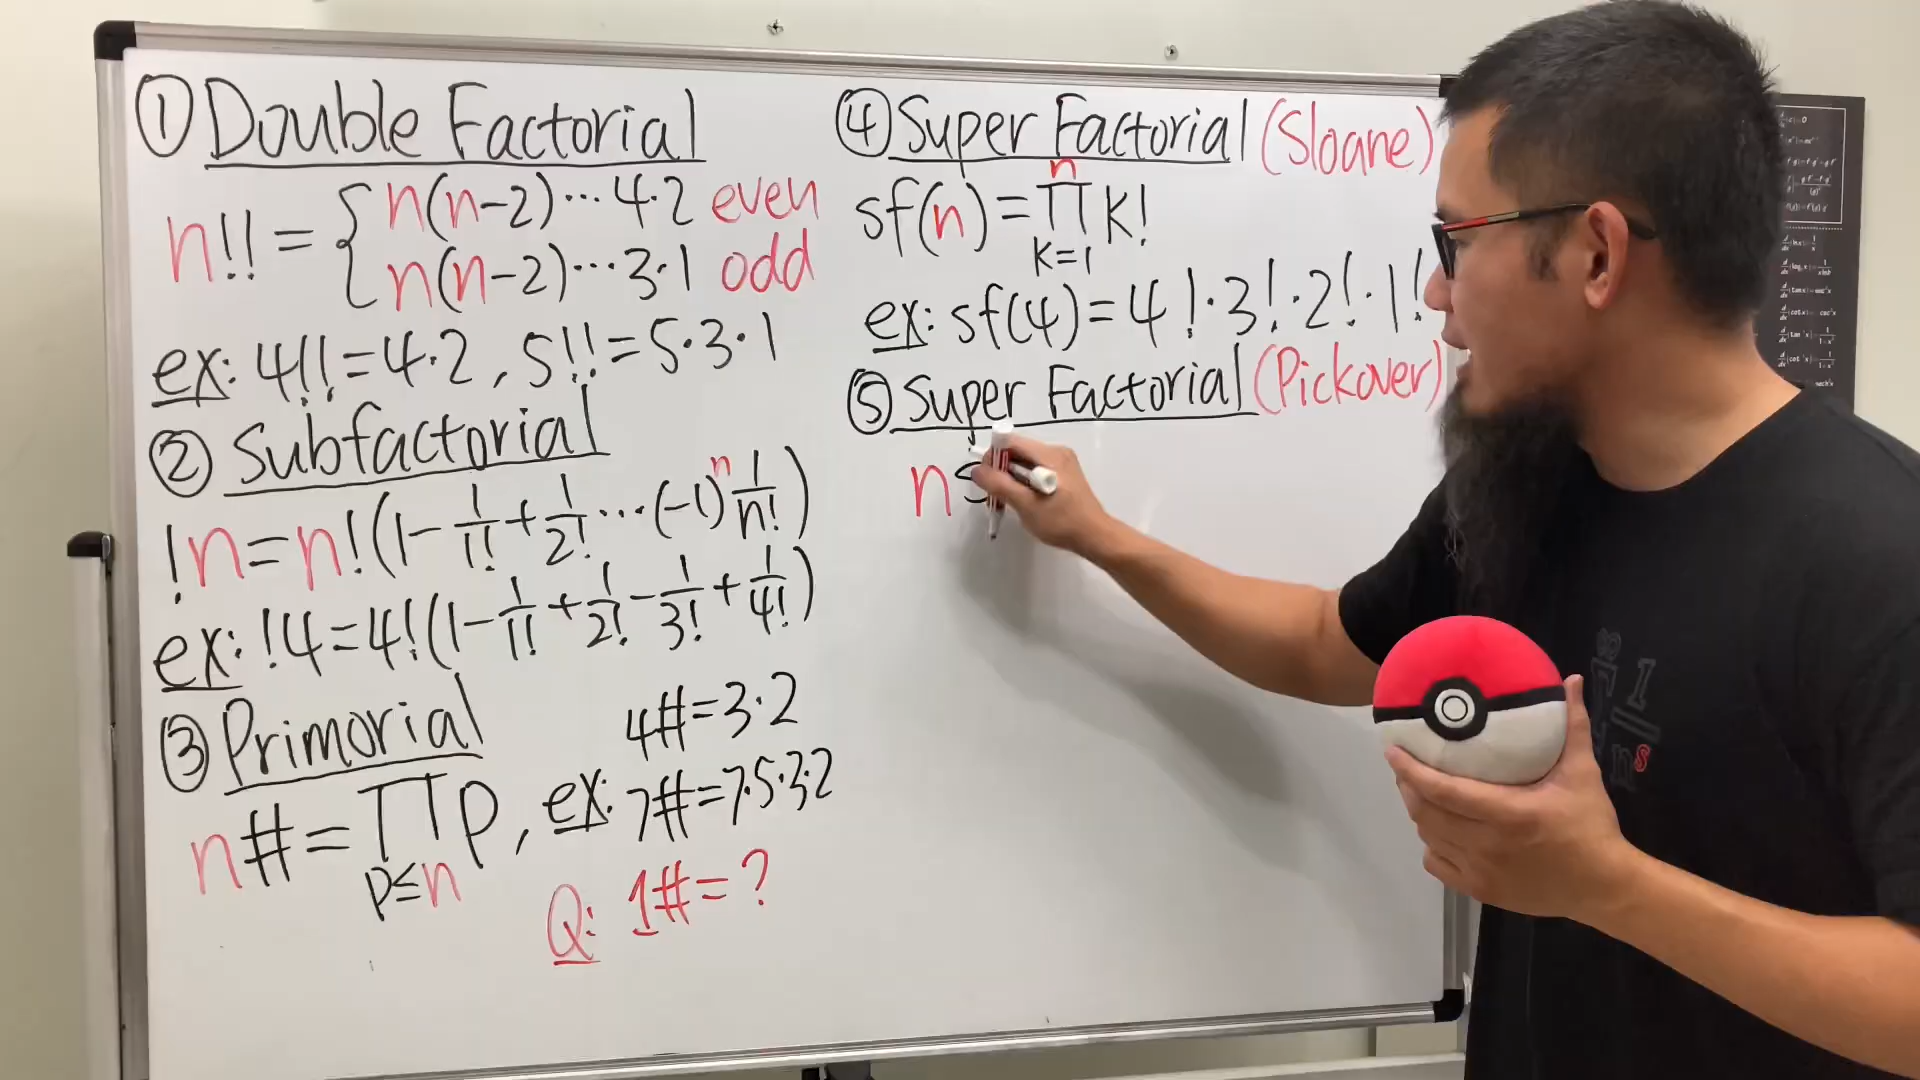 ① Double Factorial
n!! = { n(n-2)⋯4·2 even
n(n-2)⋯3·1 odd
ex: 4!! = 4·2, 5!! = 5·3·1
② Subfactorial
!n = n!(1 - 1/1! + 1/2! ⋯ (-1)^n 1/n!)
ex: !4 = 4!(1 - 1/1! + 1/2! - 1/3! + 1/4!)
③ Primorial
n# = ∏ p, ex:
p≤n
4# = 3·2
7# = 7·5·3·2
Q: 1# = ?
④ Super Factorial (Sloane)
n
sf(n) = ∏ k!
k=1
ex: sf(4) = 4!·3!·2!·1!
⑤ Super Factorial (Pickover)
n